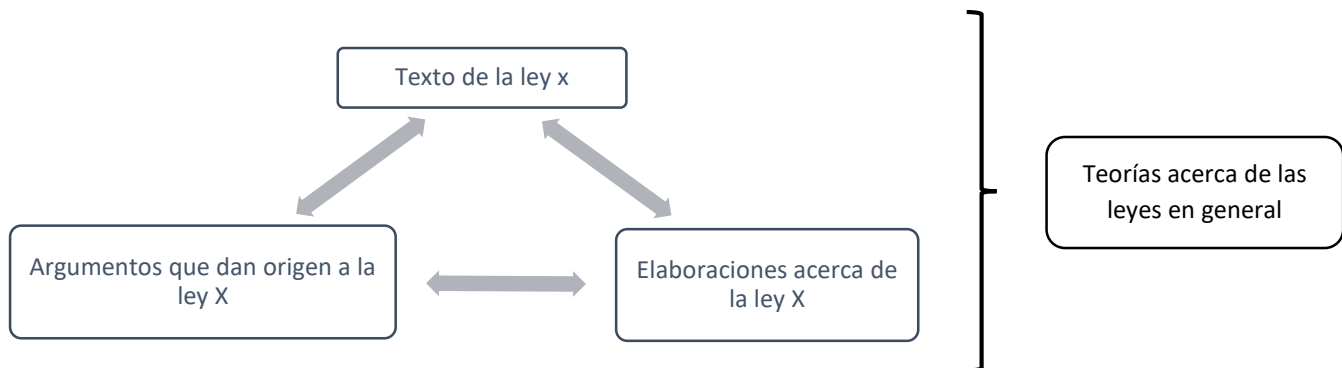 Texto de la ley x
Argumentos que dan origen a la
ley X
Elaboraciones acerca de
la ley X
Teorías acerca de las
leyes en general